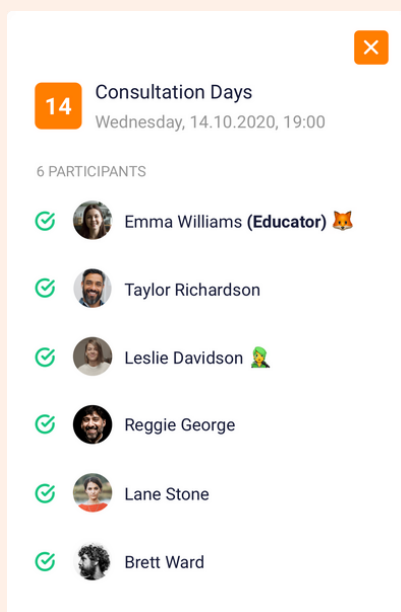 14
Consultation Days
Wednesday, 14.10.2020, 19:00
6 PARTICIPANTS
Emma Williams (Educator) 🦊
Taylor Richardson
Leslie Davidson 🧝‍♂️
Reggie George
Lane Stone
Brett Ward